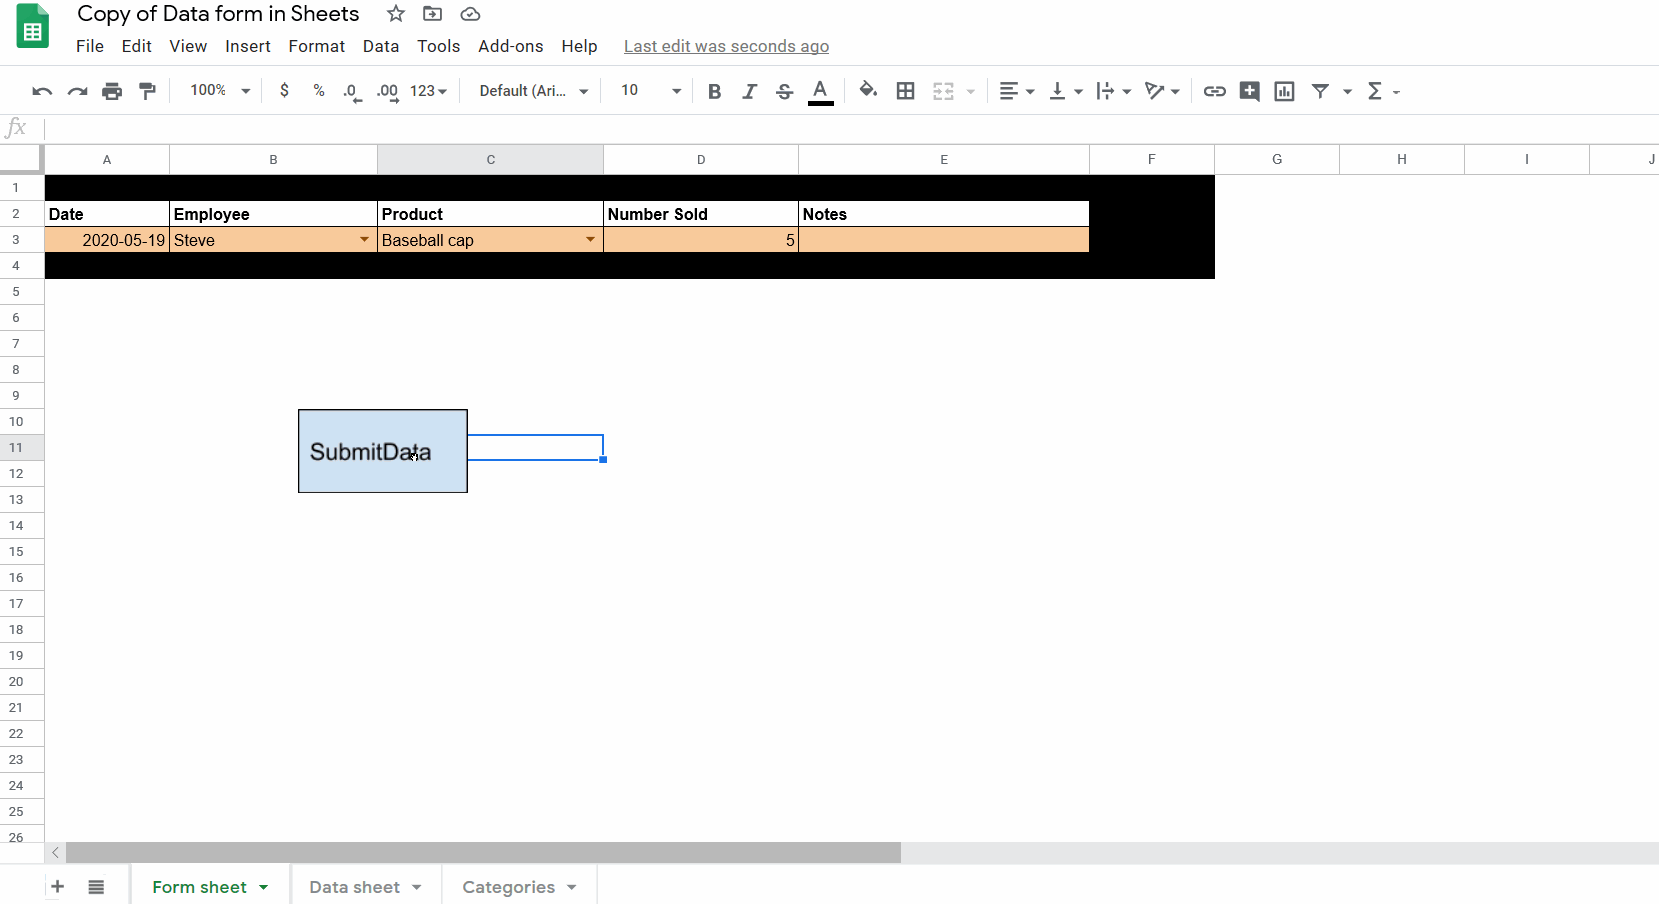 Copy of Data form in Sheets
File Edit View Insert Format Data Tools Add-ons Help Last edit was seconds ago
100% $ % .0 .00 123 Default (Ari... 10 B I S A Σ
fx
A B C D E F G H I J
1
2 Date Employee Product Number Sold Notes
3 2020-05-19 Steve Baseball cap 5
4
5
6
7
8
9
10
11
SubmitData
12
13
14
15
16
17
18
19
20
21
22
23
24
25
26
+ Form sheet Data sheet Categories